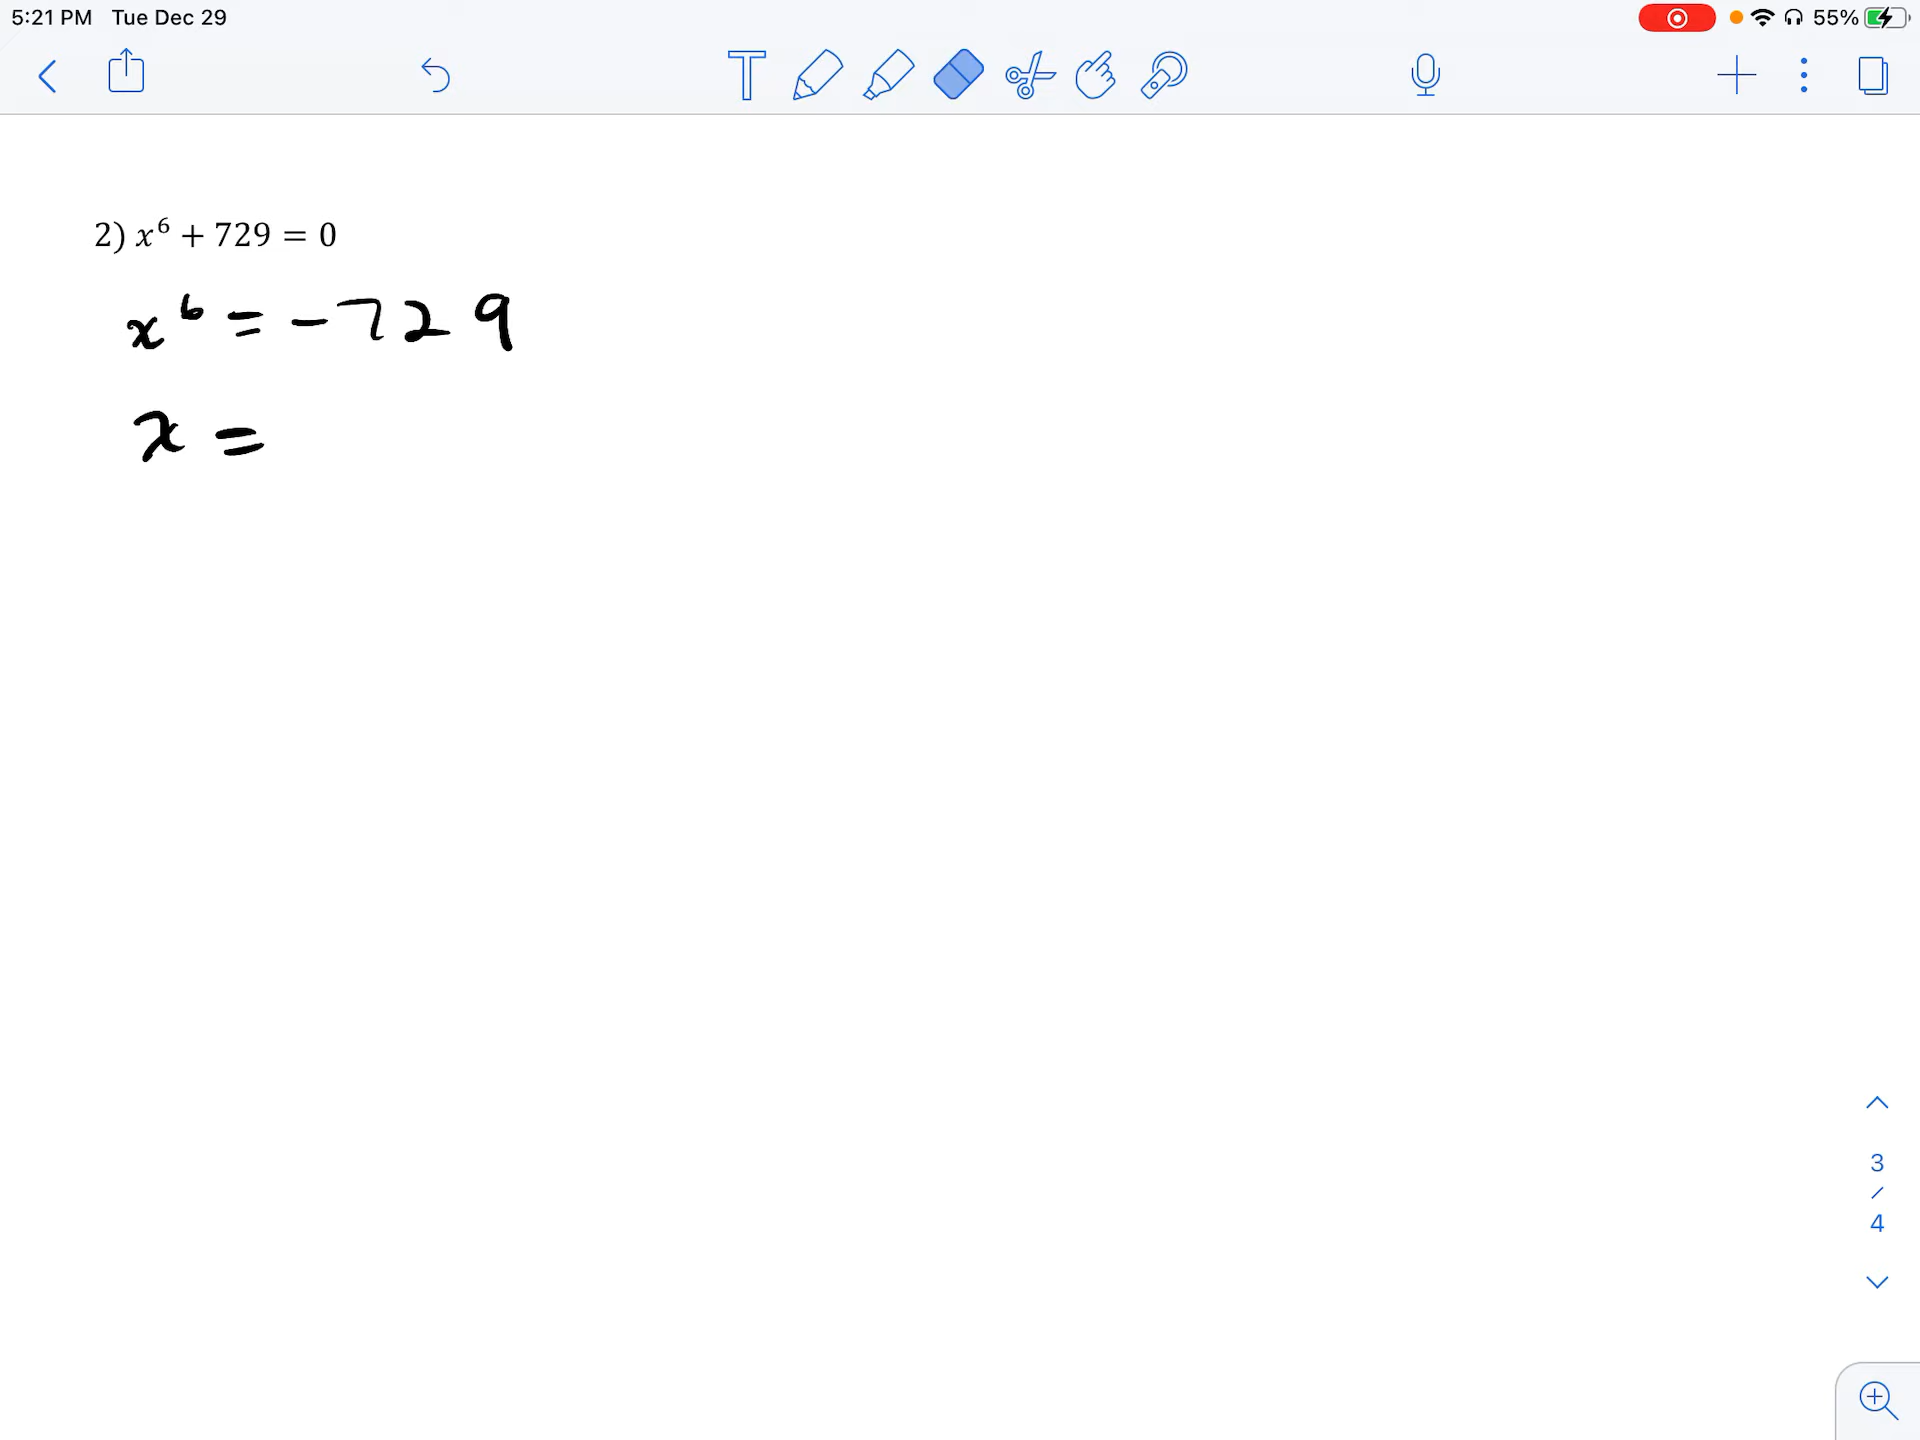 5:21 PM Tue Dec 29
55%
T
2) x⁶ + 729 = 0
x⁶ = -729
x =
3
/
4